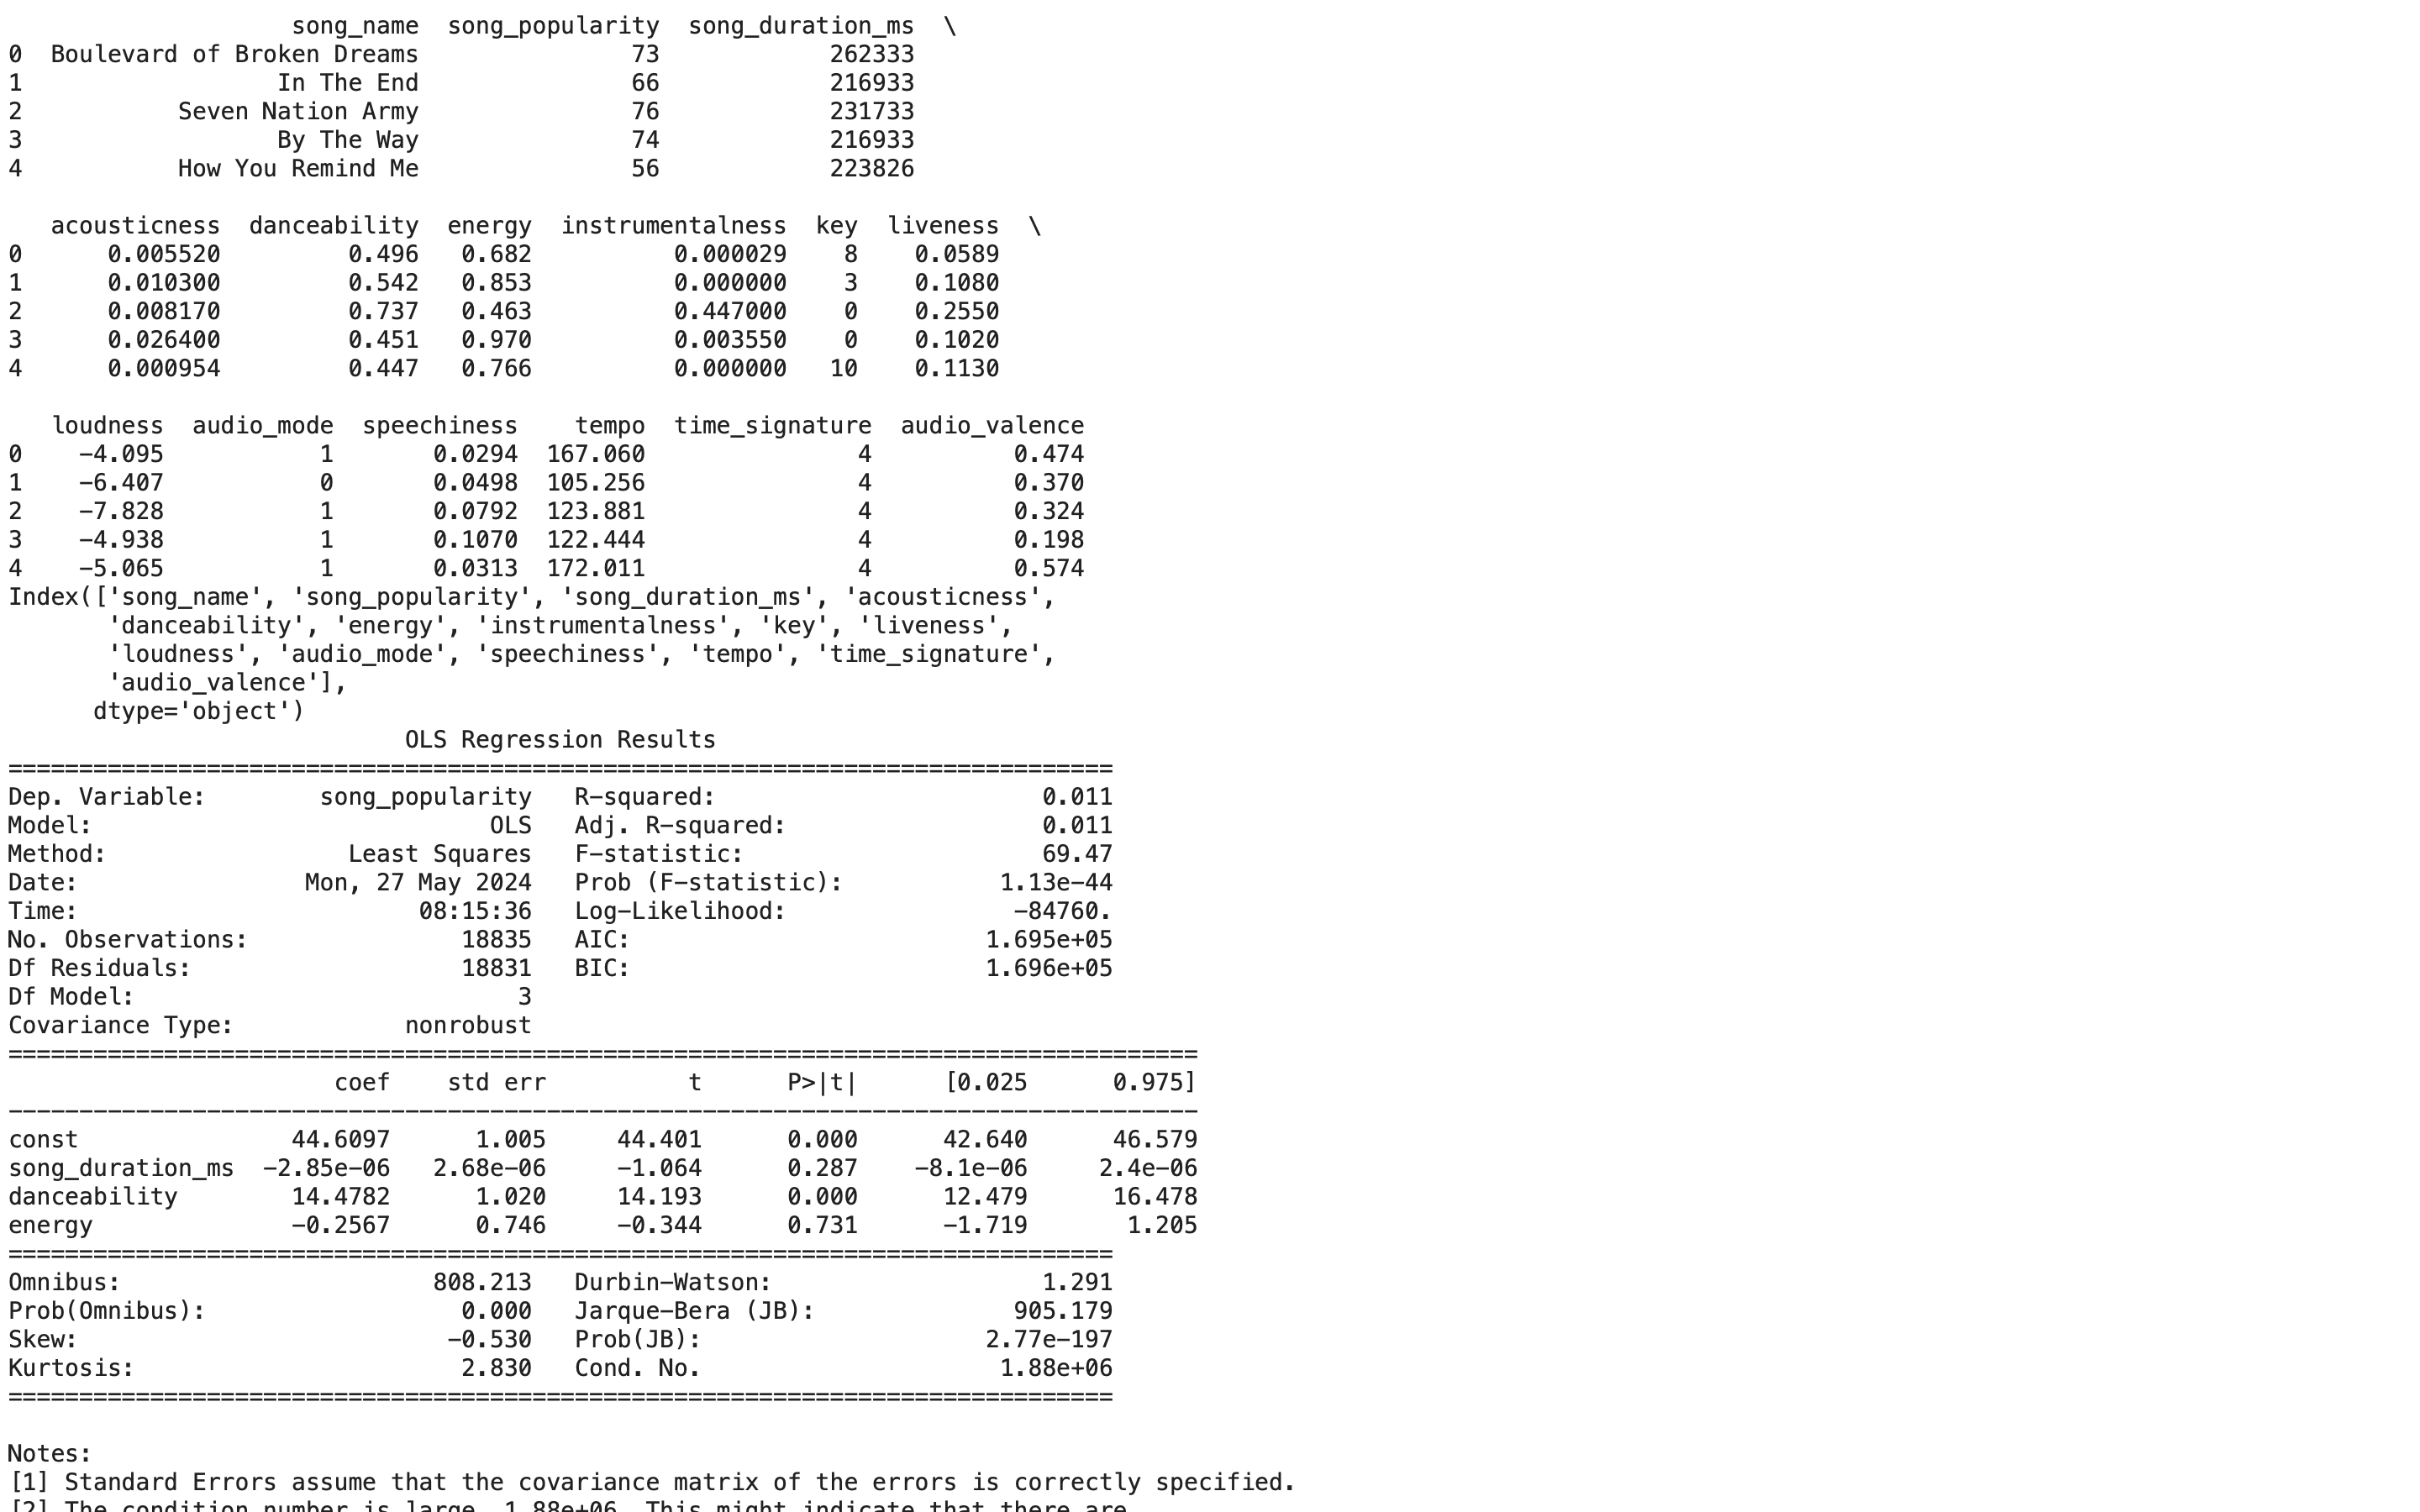 song_name  song_popularity  song_duration_ms  \
0  Boulevard of Broken Dreams               73            262333
1                  In The End               66            216933
2           Seven Nation Army               76            231733
3                  By The Way               74            216933
4           How You Remind Me               56            223826

   acousticness  danceability  energy  instrumentalness  key  liveness  \
0      0.005520         0.496   0.682          0.000029    8    0.0589
1      0.010300         0.542   0.853          0.000000    3    0.1080
2      0.008170         0.737   0.463          0.447000    0    0.2550
3      0.026400         0.451   0.970          0.003550    0    0.1020
4      0.000954         0.447   0.766          0.000000   10    0.1130

   loudness  audio_mode  speechiness    tempo  time_signature  audio_valence
0    -4.095           1       0.0294  167.060               4          0.474
1    -6.407           0       0.0498  105.256               4          0.370
2    -7.828           1       0.0792  123.881               4          0.324
3    -4.938           1       0.1070  122.444               4          0.198
4    -5.065           1       0.0313  172.011               4          0.574
Index(['song_name', 'song_popularity', 'song_duration_ms', 'acousticness',
       'danceability', 'energy', 'instrumentalness', 'key', 'liveness',
       'loudness', 'audio_mode', 'speechiness', 'tempo', 'time_signature',
       'audio_valence'],
      dtype='object')
                            OLS Regression Results
==============================================================================
Dep. Variable:        song_popularity   R-squared:                       0.011
Model:                            OLS   Adj. R-squared:                  0.011
Method:                 Least Squares   F-statistic:                     69.47
Date:                Mon, 27 May 2024   Prob (F-statistic):           1.13e-44
Time:                        08:15:36   Log-Likelihood:                -84760.
No. Observations:               18835   AIC:                         1.695e+05
Df Residuals:                   18831   BIC:                         1.696e+05
Df Model:                           3
Covariance Type:            nonrobust
====================================================================================
                       coef    std err          t      P>|t|      [0.025      0.975]
------------------------------------------------------------------------------------
const               44.6097      1.005     44.401      0.000      42.640      46.579
song_duration_ms  -2.85e-06   2.68e-06     -1.064      0.287    -8.1e-06     2.4e-06
danceability        14.4782      1.020     14.193      0.000      12.479      16.478
energy              -0.2567      0.746     -0.344      0.731      -1.719       1.205
==============================================================================
Omnibus:                      808.213   Durbin-Watson:                   1.291
Prob(Omnibus):                  0.000   Jarque-Bera (JB):              905.179
Skew:                          -0.530   Prob(JB):                    2.77e-197
Kurtosis:                       2.830   Cond. No.                     1.88e+06
==============================================================================

Notes:
[1] Standard Errors assume that the covariance matrix of the errors is correctly specified.
[2] The condition number is large, 1.88e+06. This might indicate that there are